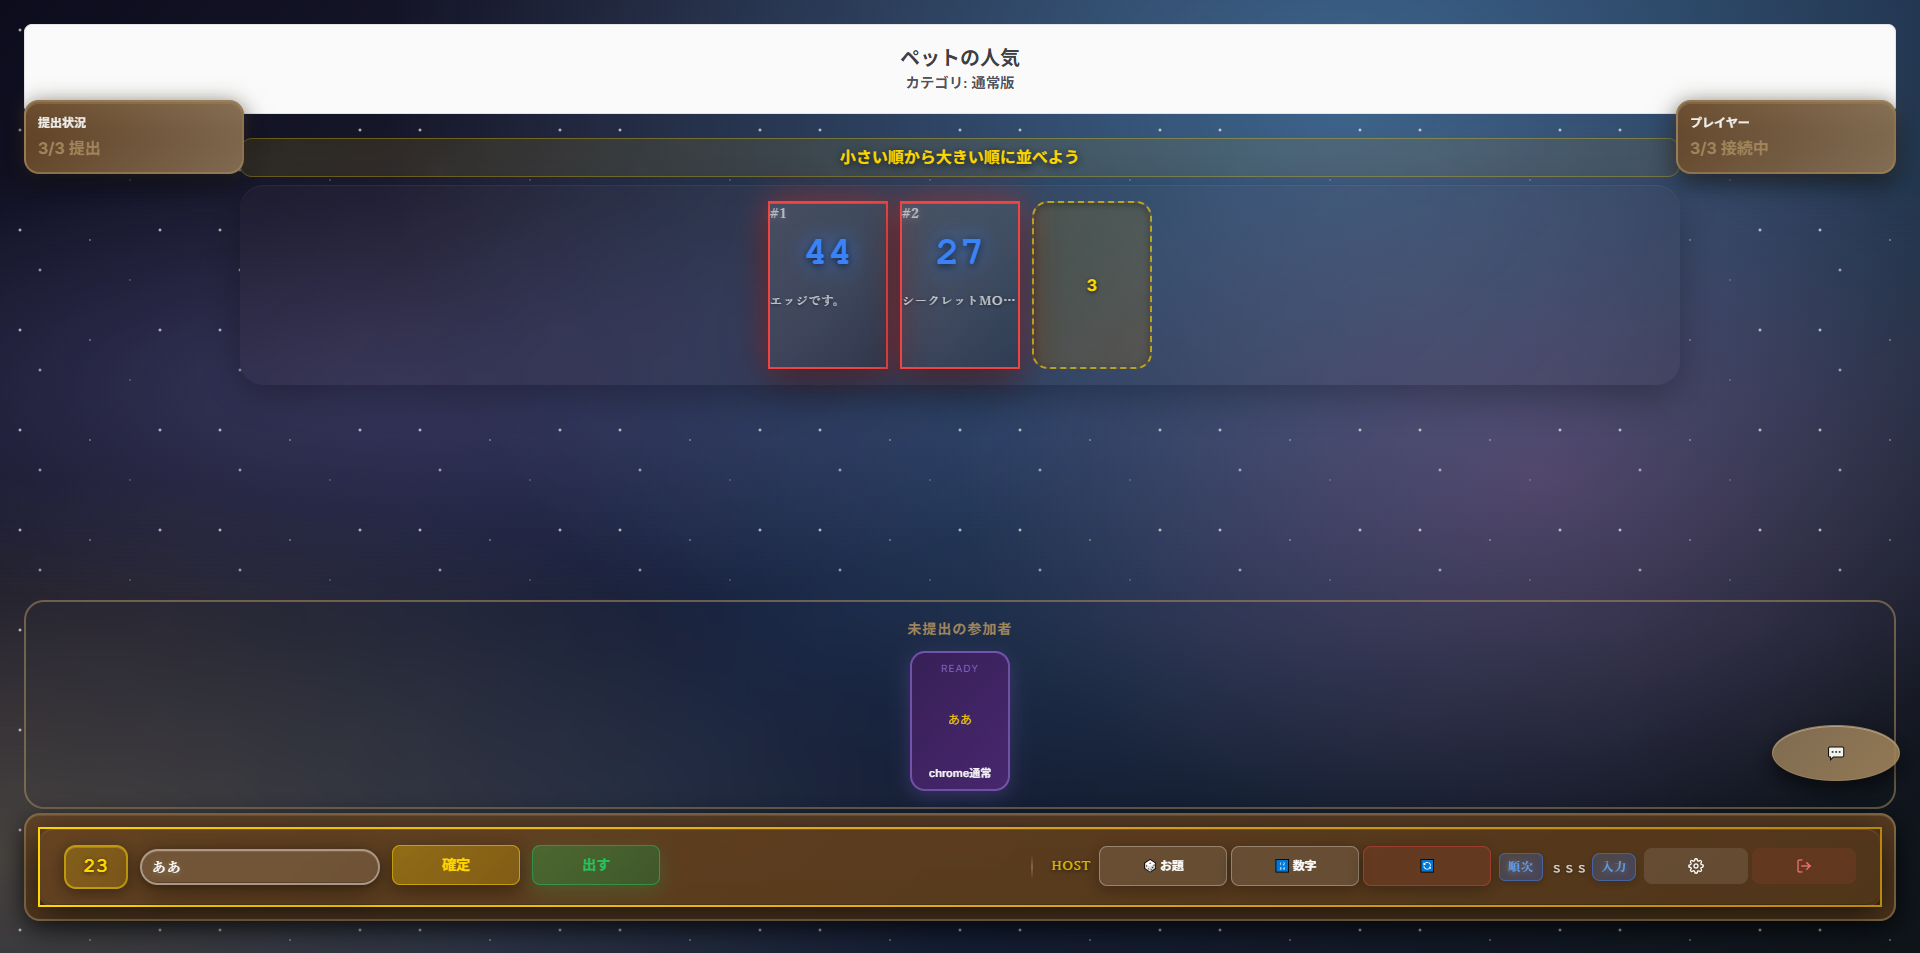 ペットの人気
カテゴリ: 通常版
提出状況
3/3 提出
プレイヤー
3/3 接続中
小さい順から大きい順に並べよう
#1
44
エッジです。
#2
27
シークレットMO…
3
未提出の参加者
READY
ああ
chrome通常
23
ああ
確定
出す
HOST
お題
数字
順次
s s s
入力